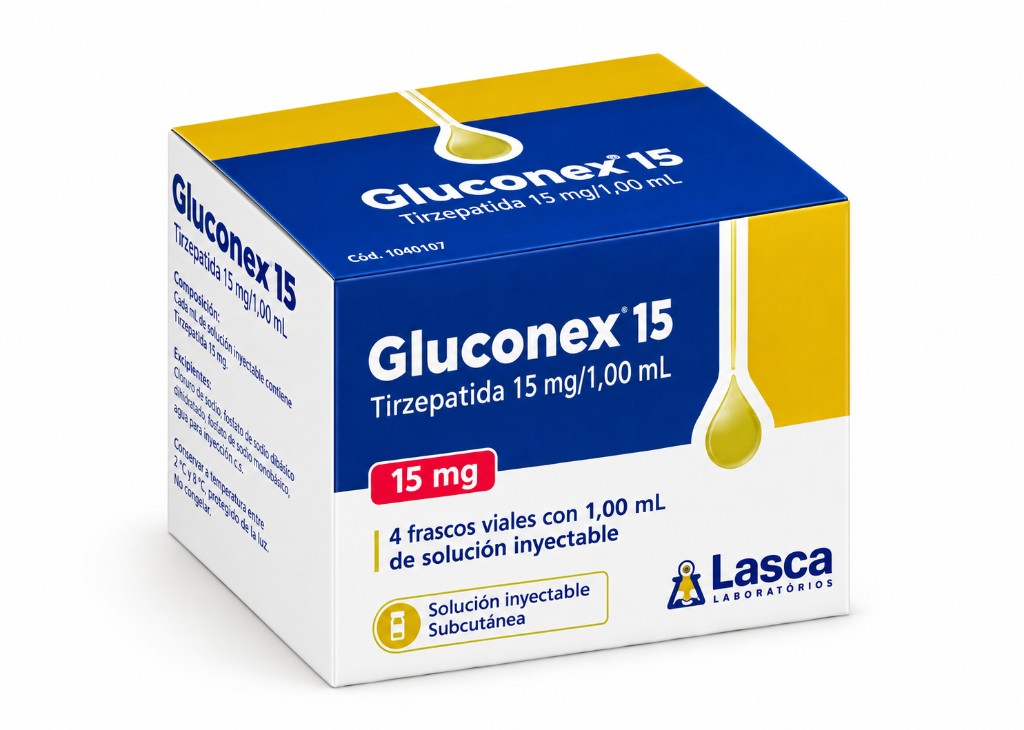 Gluconex® 15
Tirzepatida 15 mg/1,00 mL
Cód. 1040107
Gluconex 15
Tirzepatida 15 mg/1,00 mL
Composición:
Cada mL de solución inyectable contiene
Tirzepatida 15 mg.
Excipientes:
Cloruro de sodio, fosfato de sodio dibásico
dihidratado, fosfato de sodio monobásico,
agua para inyección c.s.
Conservar a temperatura entre
2 °C y 8 °C, protegido de la luz.
No congelar.
Gluconex® 15
Tirzepatida 15 mg/1,00 mL
15 mg
4 frascos viales con 1,00 mL
de solución inyectable
Solución inyectable
Subcutánea
Lasca
LABORATÓRIOS